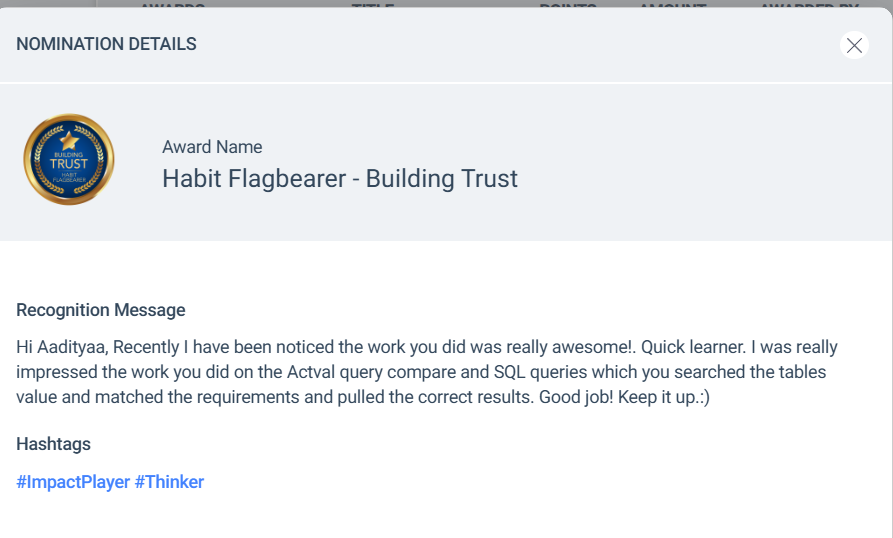 AWARDS TITLE POINTS AMOUNT AWARDED BY
NOMINATION DETAILS
BUILDING
TRUST
HABIT
FLAGBEARER
Award Name
Habit Flagbearer - Building Trust
Recognition Message
Hi Aadityaa, Recently I have been noticed the work you did was really awesome!. Quick learner. I was really
impressed the work you did on the Actval query compare and SQL queries which you searched the tables
value and matched the requirements and pulled the correct results. Good job! Keep it up.:)
Hashtags
#ImpactPlayer #Thinker